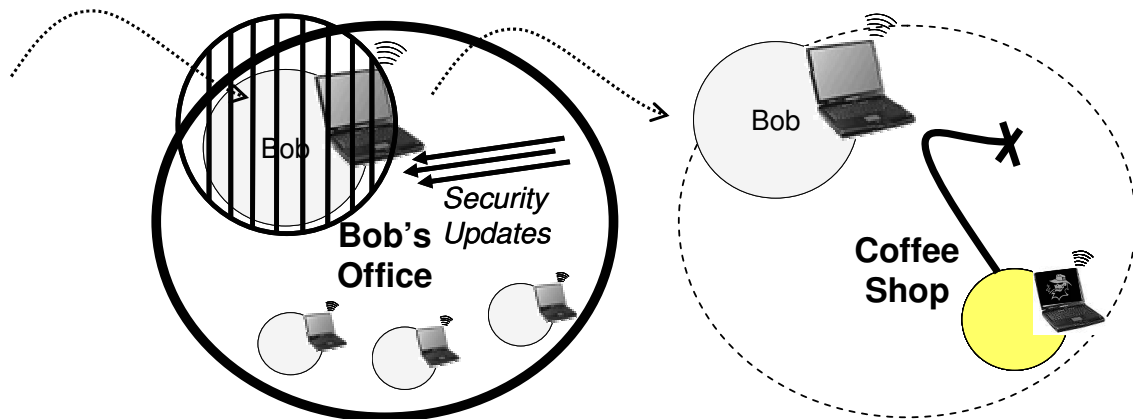 Bob
Security
Updates
Bob's
Office
Bob
Coffee
Shop